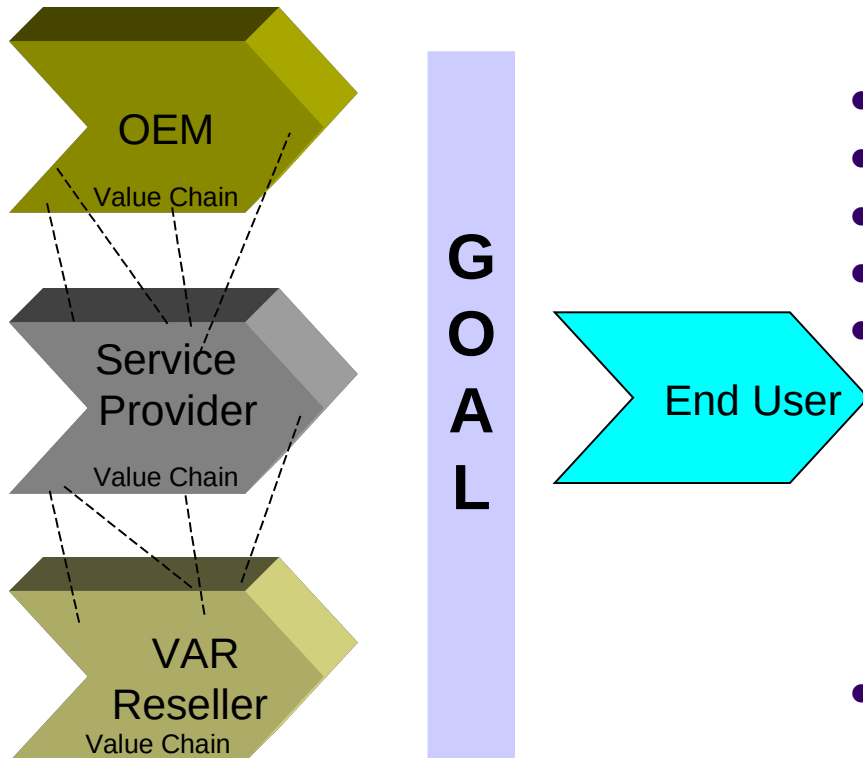 OEM
Value Chain
Service
Provider
Value Chain
VAR
Reseller
Value Chain
G
O
A
L
End User